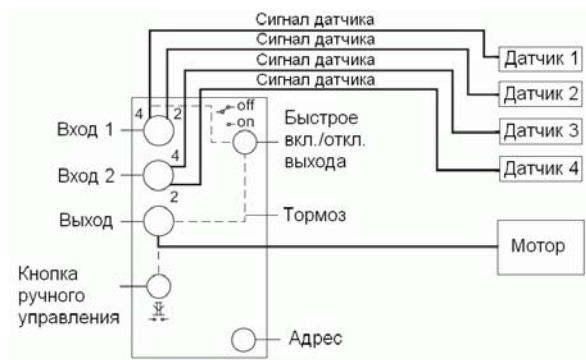 Сигнал датчика
Сигнал датчика
Сигнал датчика
Сигнал датчика
Датчик 1
Датчик 2
Датчик 3
Датчик 4
4 2
off
on
Вход 1
Быстрое
вкл./откл.
выхода
4
Вход 2
2
Выход
Тормоз
Мотор
Кнопка
ручного
управления
Адрес